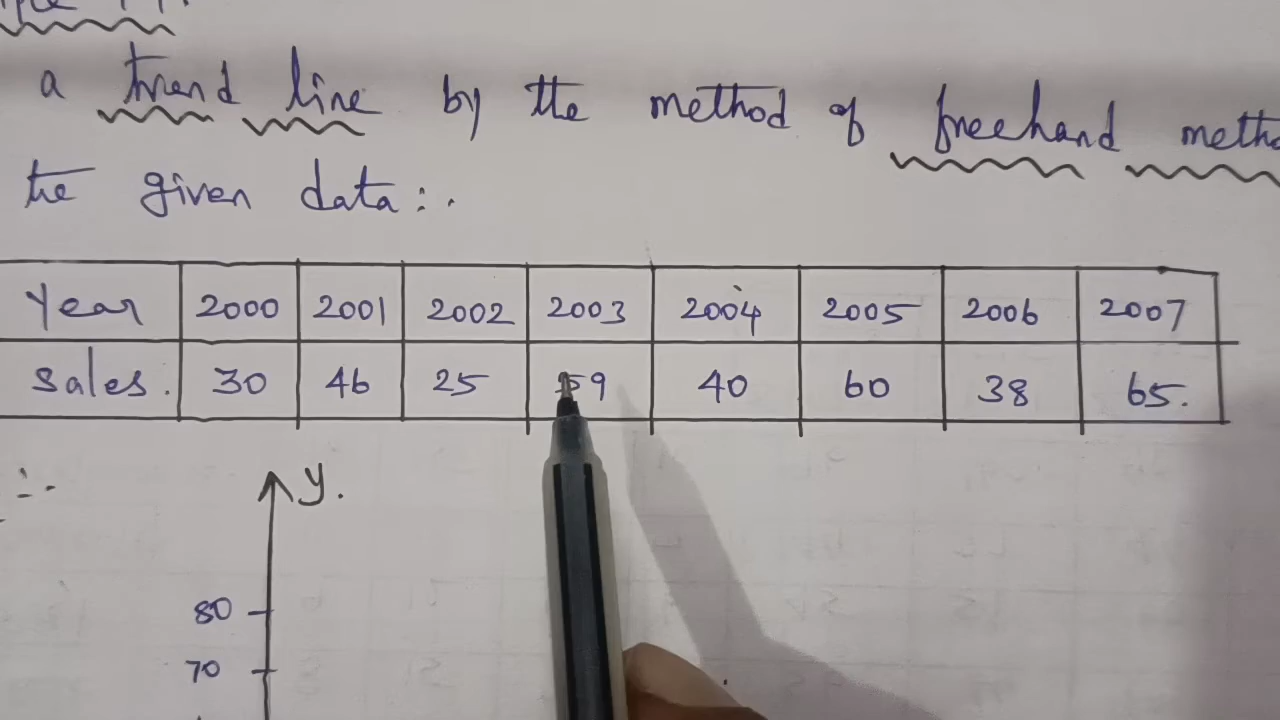 a trend line by the method of freehand
the given data:.
Year 2000 2001 2002 2003 2004 2005 2006 2007
Sales. 30 46 25 59 40 60 38 65.
y.
80
70